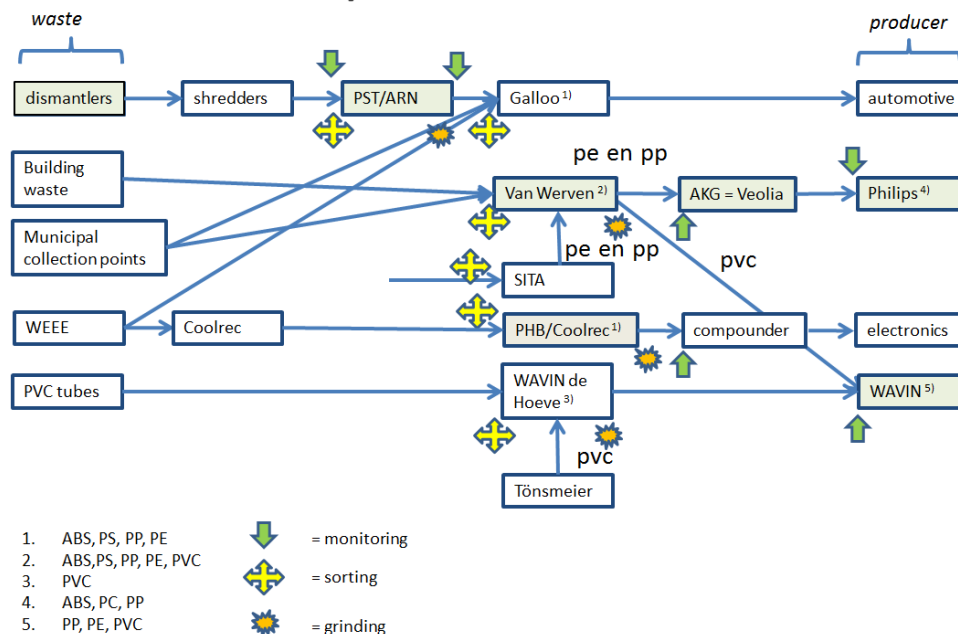 waste
producer
dismantlers
shredders
PST/ARN
Galloo 1)
automotive
Building
waste
pe en pp
Van Werven 2)
AKG = Veolia
Philips 4)
Municipal
collection points
pe en pp
pvc
SITA
WEEE
Coolrec
PHB/Coolrec 1)
compounder
electronics
PVC tubes
WAVIN de
Hoeve 3)
WAVIN 5)
pvc
Tönsmeier
1. ABS, PS, PP, PE
2. ABS,PS, PP, PE, PVC
3. PVC
4. ABS, PC, PP
5. PP, PE, PVC
= monitoring
= sorting
= grinding